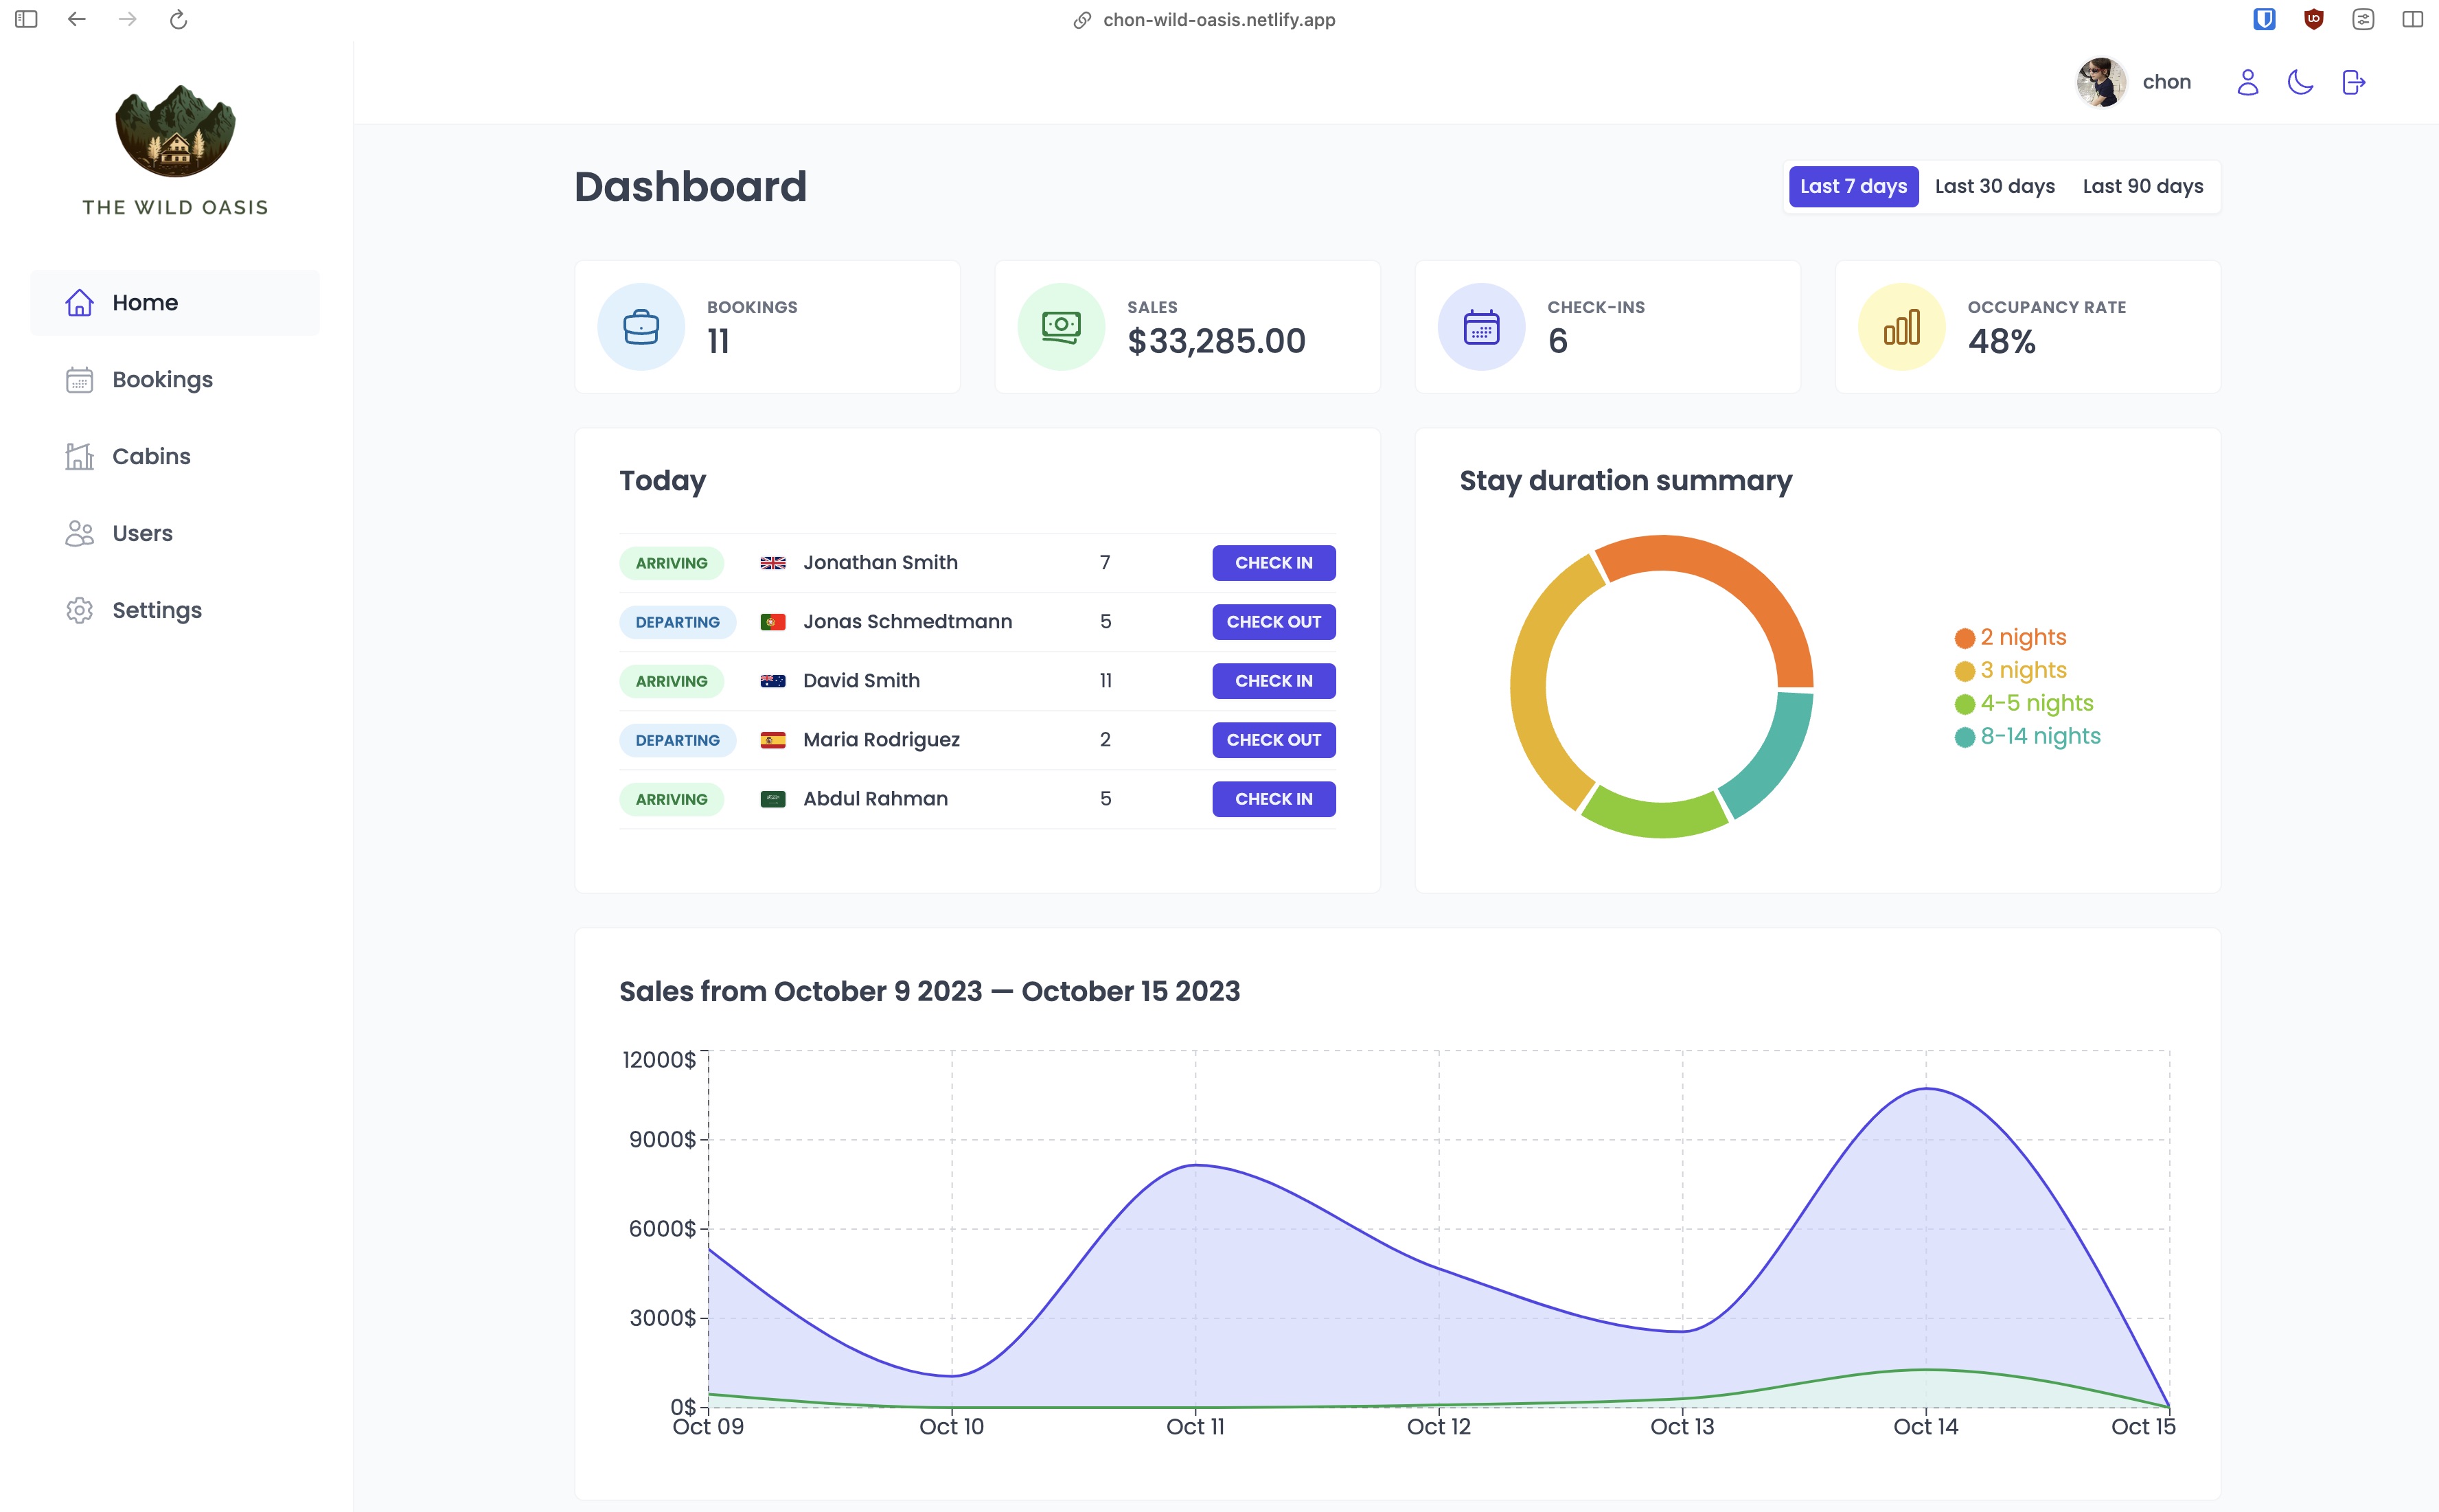 chon-wild-oasis.netlify.app
chon
THE WILD OASIS
Home
Bookings
Cabins
Users
Settings
Dashboard
Last 7 days Last 30 days Last 90 days
BOOKINGS
11
SALES
$33,285.00
CHECK-INS
6
OCCUPANCY RATE
48%
Today
ARRIVING Jonathan Smith 7 CHECK IN
DEPARTING Jonas Schmedtmann 5 CHECK OUT
ARRIVING David Smith 11 CHECK IN
DEPARTING Maria Rodriguez 2 CHECK OUT
ARRIVING Abdul Rahman 5 CHECK IN
Stay duration summary
2 nights
3 nights
4-5 nights
8-14 nights
Sales from October 9 2023 — October 15 2023
12000$
9000$
6000$
3000$
0$
Oct 09 Oct 10 Oct 11 Oct 12 Oct 13 Oct 14 Oct 15